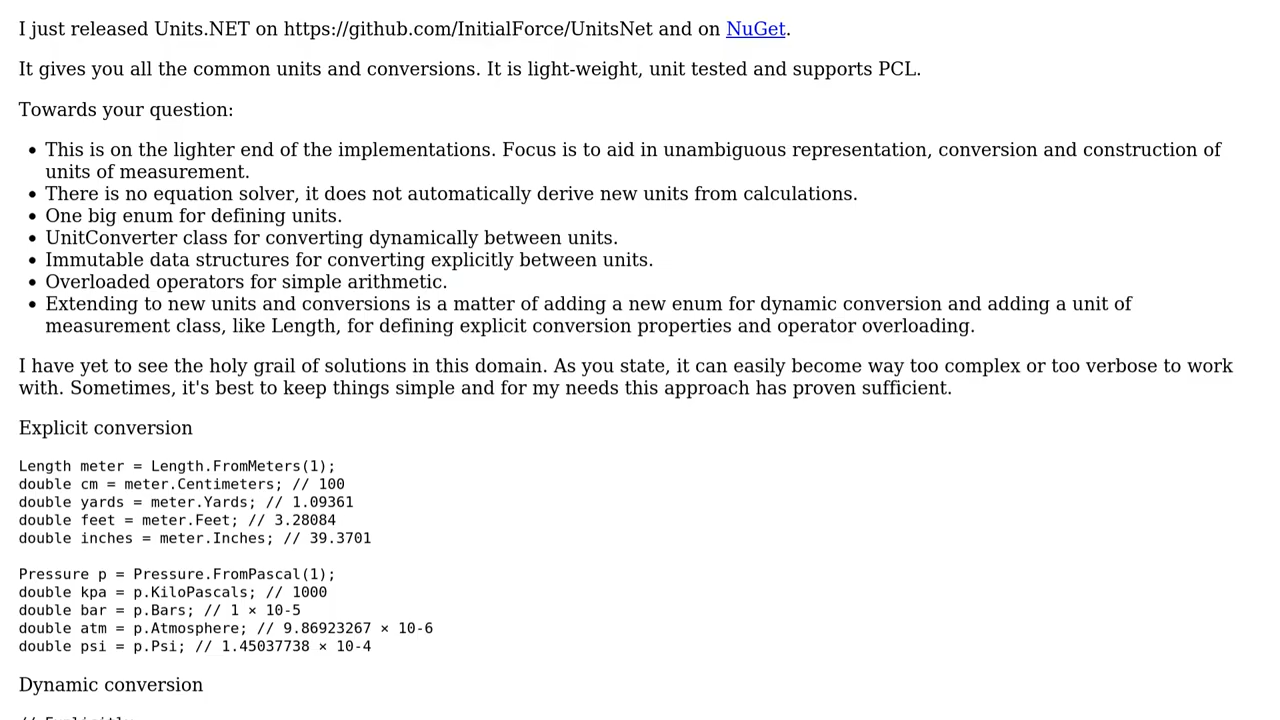 I just released Units.NET on https://github.com/InitialForce/UnitsNet and on NuGet.
It gives you all the common units and conversions. It is light-weight, unit tested and supports PCL.
Towards your question:
• This is on the lighter end of the implementations. Focus is to aid in unambiguous representation, conversion and construction of
units of measurement.
• There is no equation solver, it does not automatically derive new units from calculations.
• One big enum for defining units.
• UnitConverter class for converting dynamically between units.
• Immutable data structures for converting explicitly between units.
• Overloaded operators for simple arithmetic.
• Extending to new units and conversions is a matter of adding a new enum for dynamic conversion and adding a unit of
measurement class, like Length, for defining explicit conversion properties and operator overloading.
I have yet to see the holy grail of solutions in this domain. As you state, it can easily become way too complex or too verbose to work
with. Sometimes, it's best to keep things simple and for my needs this approach has proven sufficient.
Explicit conversion
Length meter = Length.FromMeters(1);
double cm = meter.Centimeters; // 100
double yards = meter.Yards; // 1.09361
double feet = meter.Feet; // 3.28084
double inches = meter.Inches; // 39.3701
Pressure p = Pressure.FromPascal(1);
double kpa = p.KiloPascals; // 1000
double bar = p.Bars; // 1 × 10-5
double atm = p.Atmosphere; // 9.86923267 × 10-6
double psi = p.Psi; // 1.45037738 × 10-4
Dynamic conversion